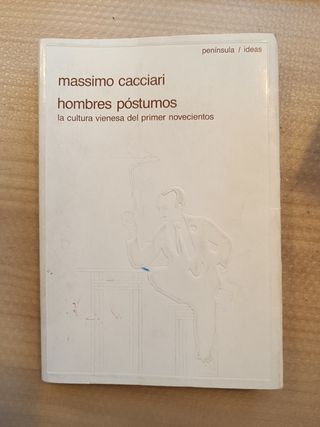 península / ideas
massimo cacciari
hombres póstumos
la cultura vienesa del primer novecientos